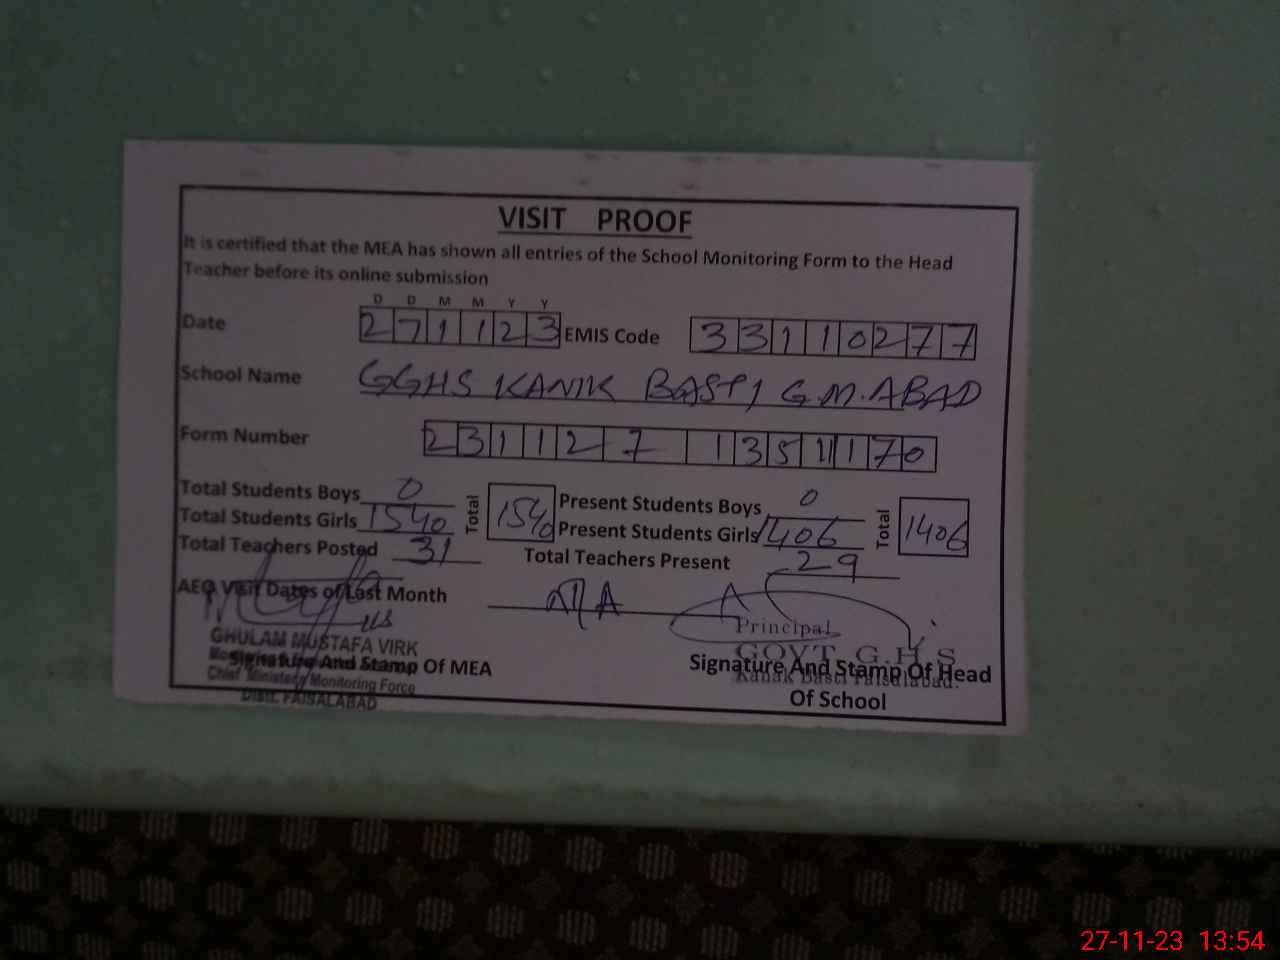 VISIT PROOF
It is certified that the MEA has shown all entries of the School Monitoring Form to the Head
Teacher before its online submission
D D M M Y Y
Date 2 7 1 1 2 3 EMIS Code 3 3 1 1 0 2 7 7
School Name GGHS KANIK BASTI G.M.ABAD
Form Number 2 3 1 1 2 7 1 3 5 11 1 7 0
Total Students Boys 0 Total 1540 Present Students Boys 0 Total 1406
Total Students Girls 1540 Present Students Girls 1406
Total Teachers Posted 31 Total Teachers Present 29
AEO Visit Dates of Last Month N/A
GHULAM MUSTAFA VIRK
Signature And Stamp Of MEA
Chief Minister's Monitoring Force
Distt. FAISALABAD
Principal
GOVT G.H.S
Kanak Basti Faisalabad.
Signature And Stamp Of Head
Of School
27-11-23 13:54